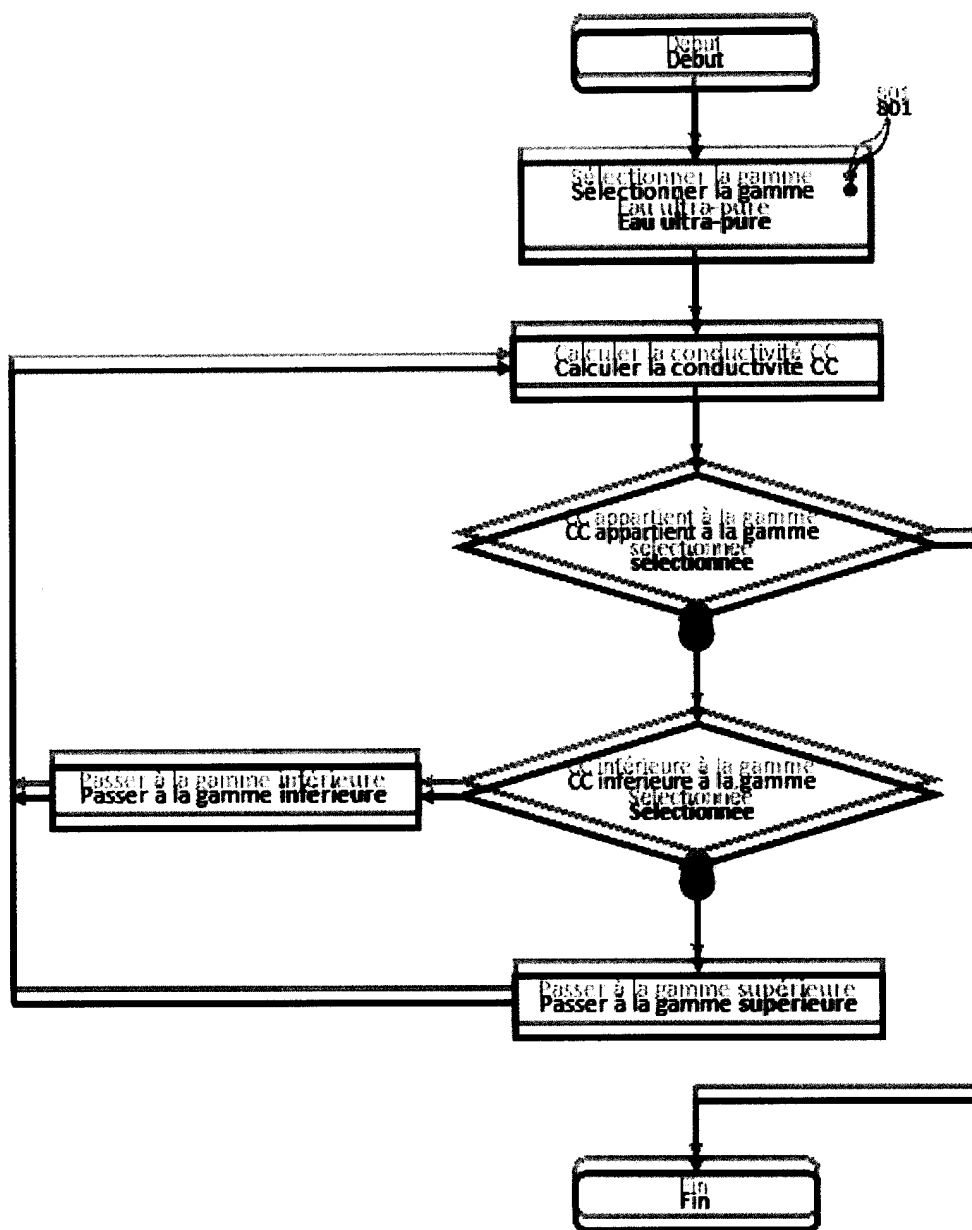 Début
801
Sélectionner la gamme
Eau ultra-pure
Calculer la conductivité CC
CC appartient à la gamme
sélectionnée
CC inférieure à la gamme
Sélectionnée
Passer à la gamme inférieure
Passer à la gamme supérieure
Fin